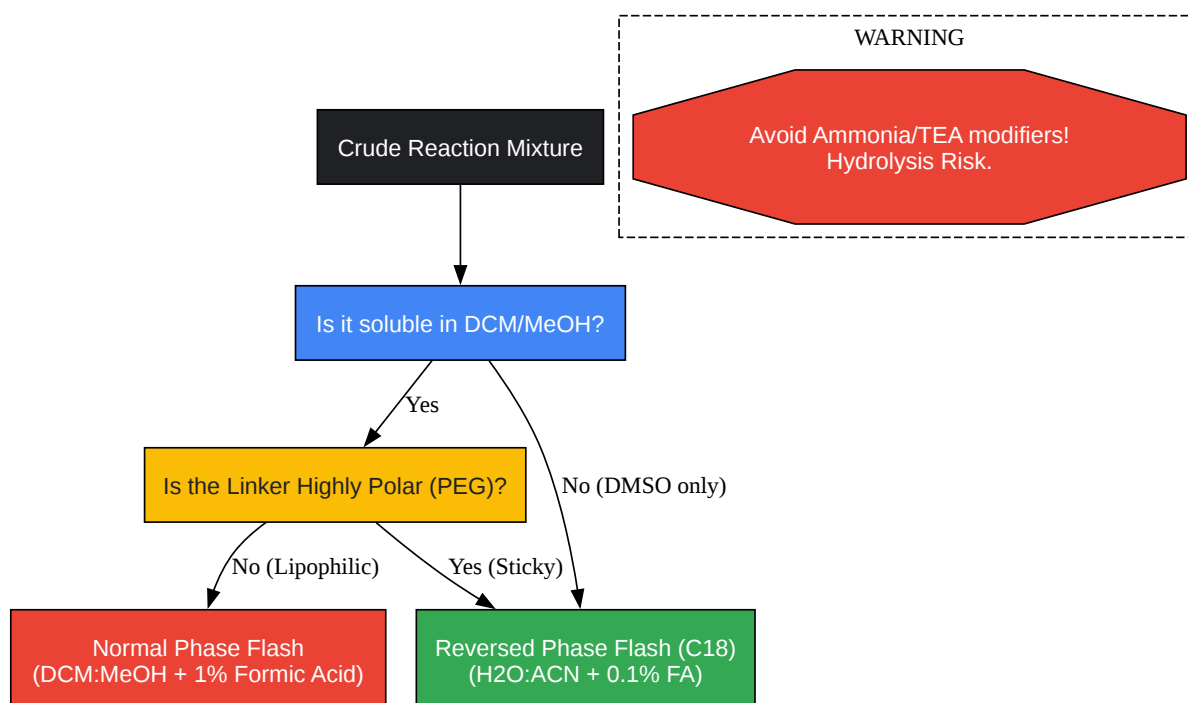 WARNING
Avoid Ammonia/TEA modifiers!
Hydrolysis Risk.
Crude Reaction Mixture
Is it soluble in DCM/MeOH?
Yes
Is the Linker Highly Polar (PEG)?
No (DMSO only)
No (Lipophilic)
Yes (Sticky)
Normal Phase Flash
(DCM:MeOH + 1% Formic Acid)
Reversed Phase Flash (C18)
(H2O:ACN + 0.1% FA)